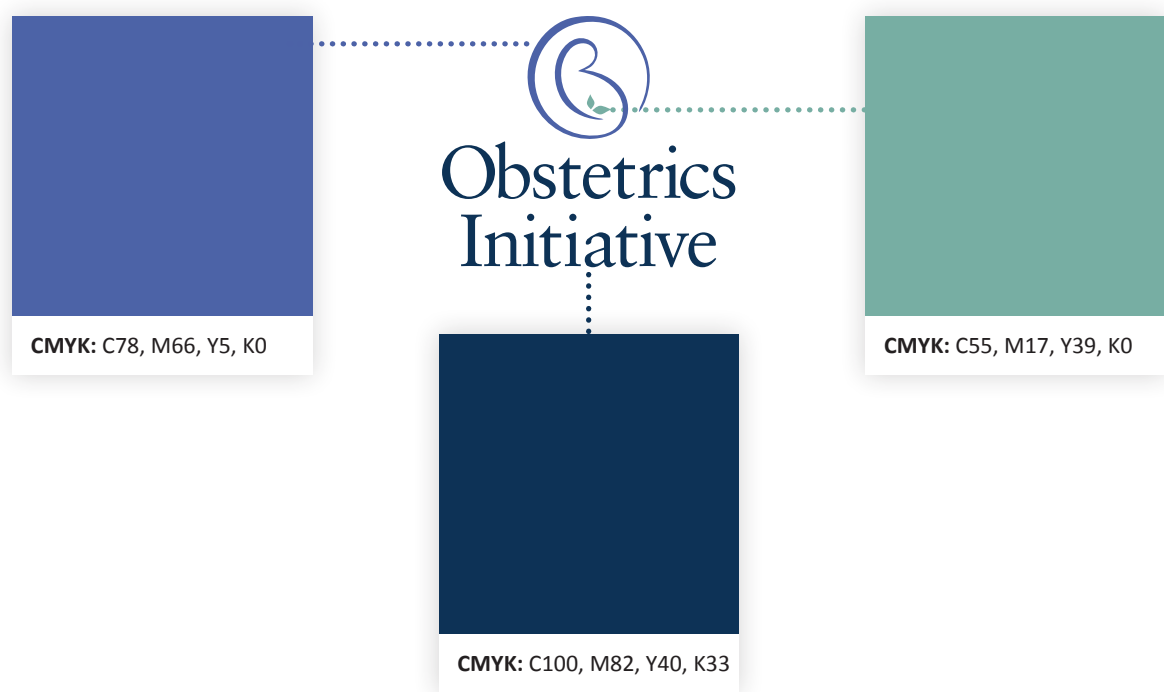 Obstetrics
Initiative
CMYK: C78, M66, Y5, K0
CMYK: C55, M17, Y39, K0
CMYK: C100, M82, Y40, K33